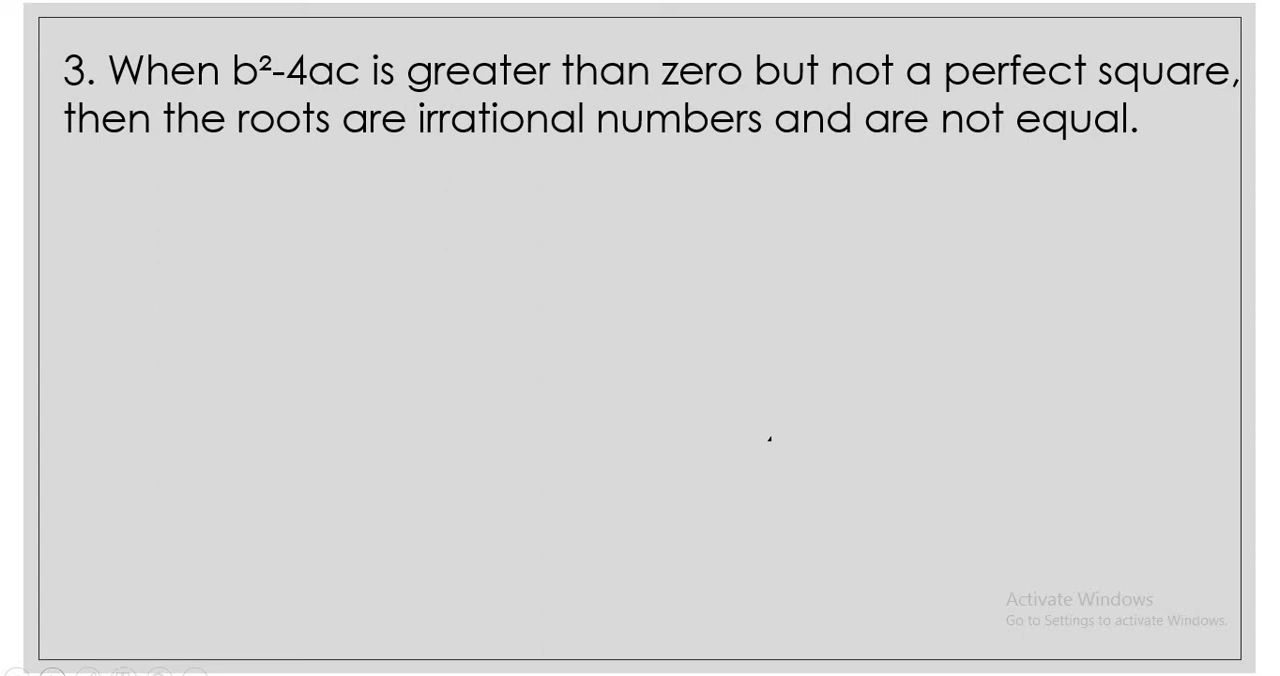 3. When b²-4ac is greater than zero but not a perfect square,
then the roots are irrational numbers and are not equal.
Activate Windows
Go to Settings to activate Windows.